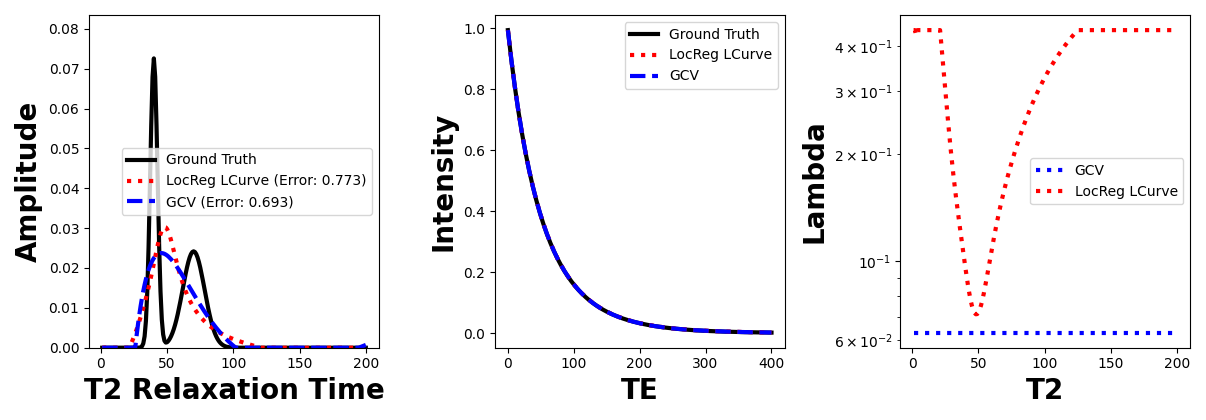 0.08
0.07
0.06
0.05
0.04
0.03
0.02
0.01
0.00
Amplitude
0
50
100
150
200
T2 Relaxation Time
Ground Truth
LocReg LCurve (Error: 0.773)
GCV (Error: 0.693)
1.0
0.8
0.6
0.4
0.2
0.0
Intensity
0
100
200
300
400
TE
Ground Truth
LocReg LCurve
GCV
4 × 10⁻¹
3 × 10⁻¹
2 × 10⁻¹
10⁻¹
6 × 10⁻²
Lambda
0
50
100
150
200
T2
GCV
LocReg LCurve